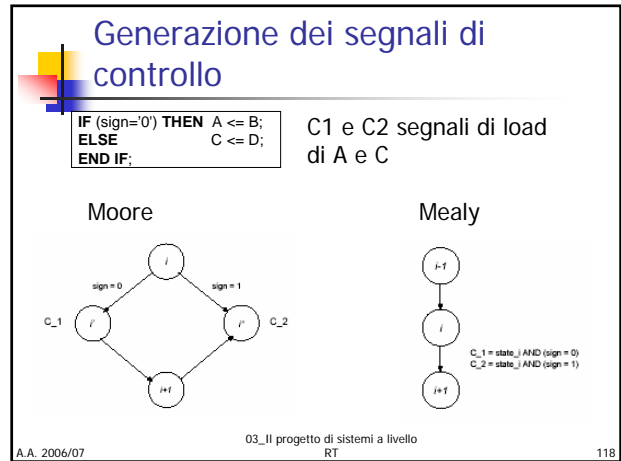 Generazione dei segnali di
controllo
IF (sign='0') THEN A <= B;
ELSE C <= D;
END IF;
C1 e C2 segnali di load
di A e C
Moore
Mealy
i
sign = 0
sign = 1
C_1
i'
i"
C_2
i+1
i-1
i
C_1 = state_i AND (sign = 0)
C_2 = state_i AND (sign = 1)
i+1
A.A. 2006/07
03_Il progetto di sistemi a livello
RT
118